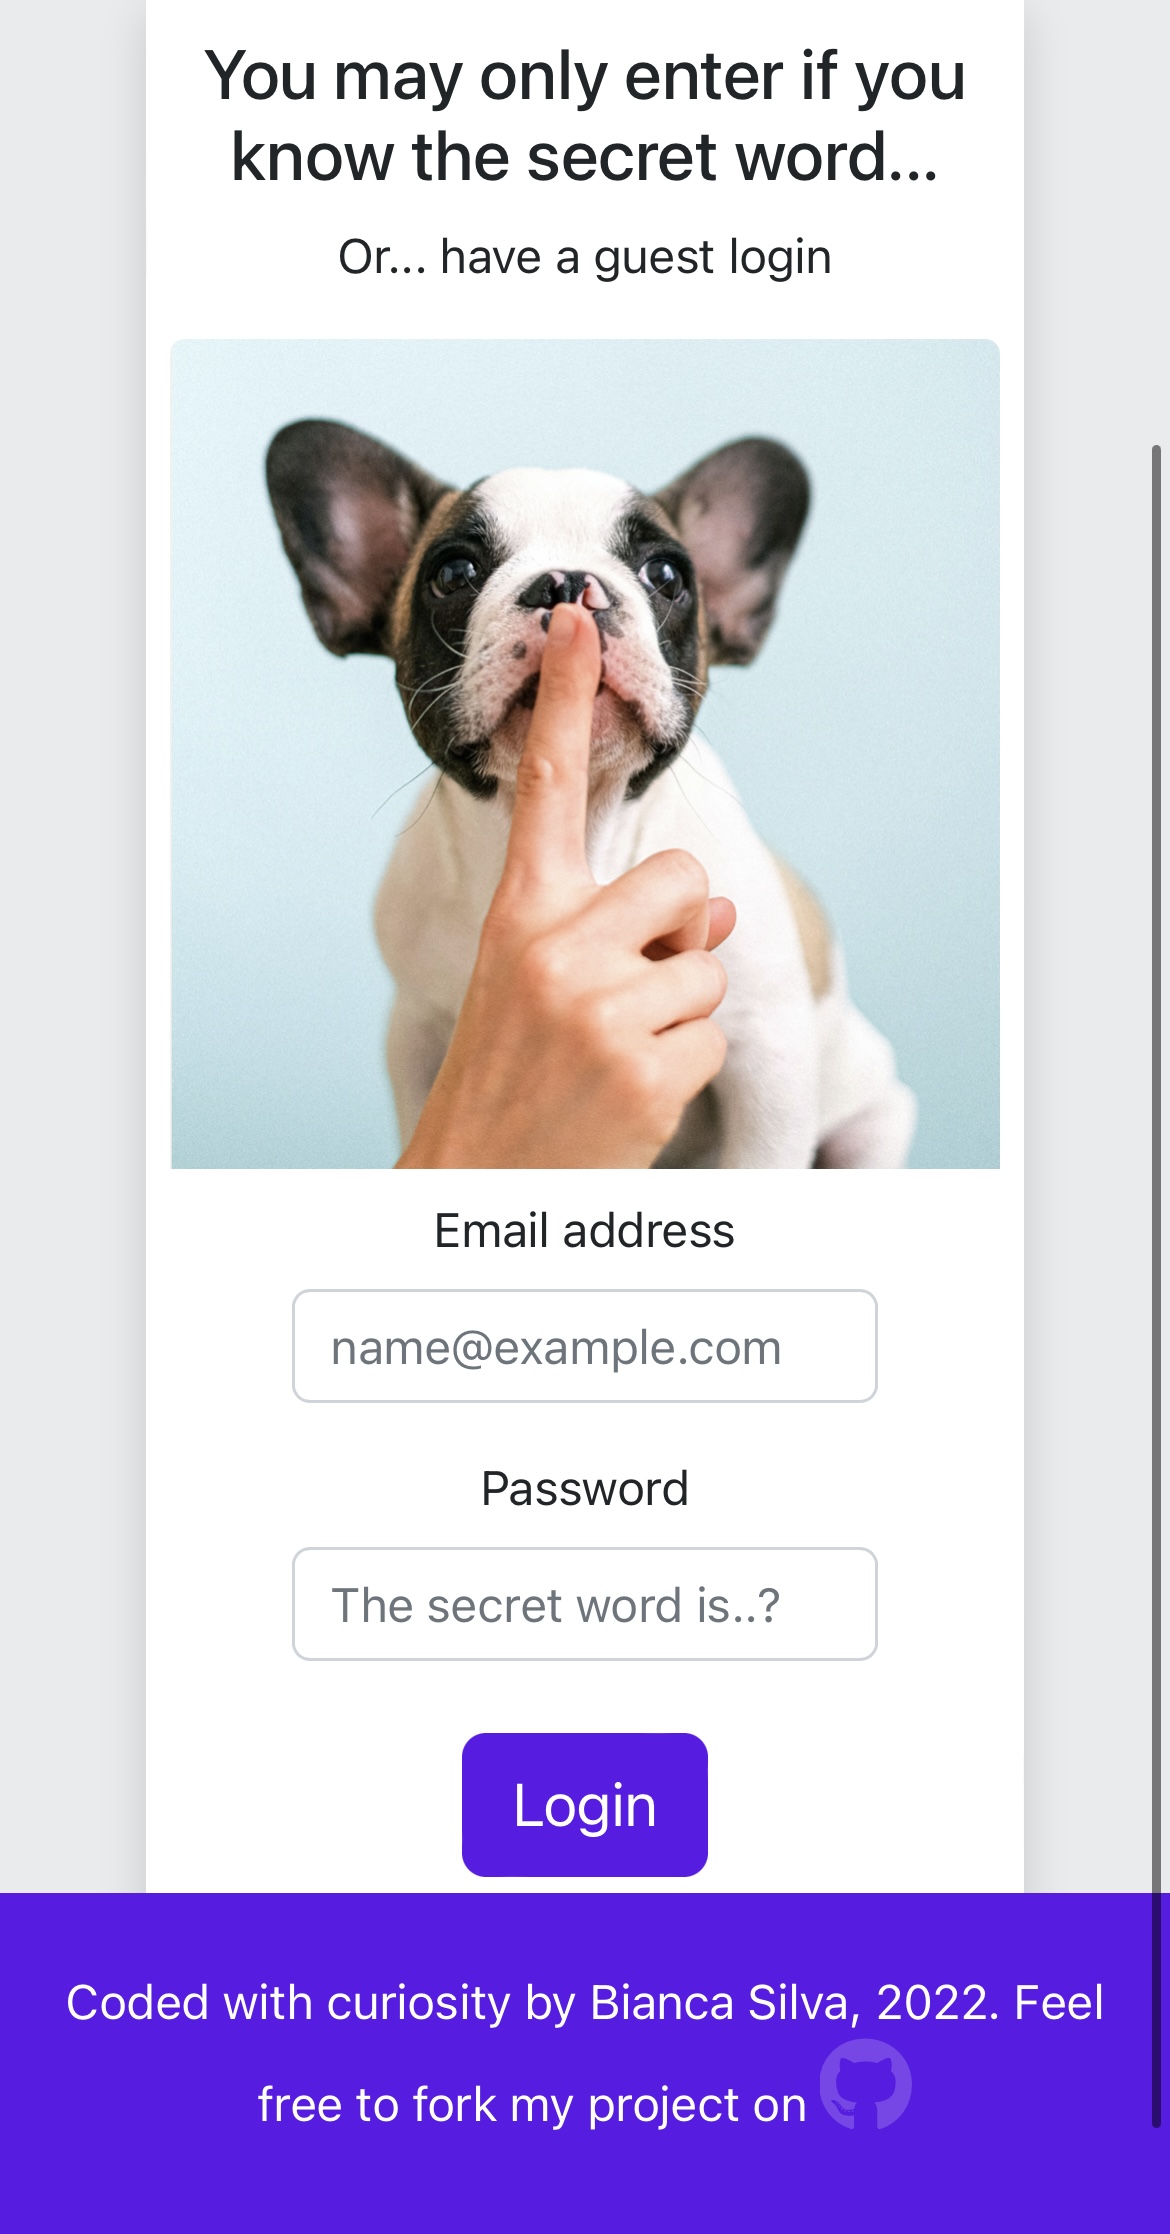 You may only enter if you
know the secret word...
Or... have a guest login
Email address
name@example.com
Password
The secret word is..?
Login
Coded with curiosity by Bianca Silva, 2022. Feel
free to fork my project on